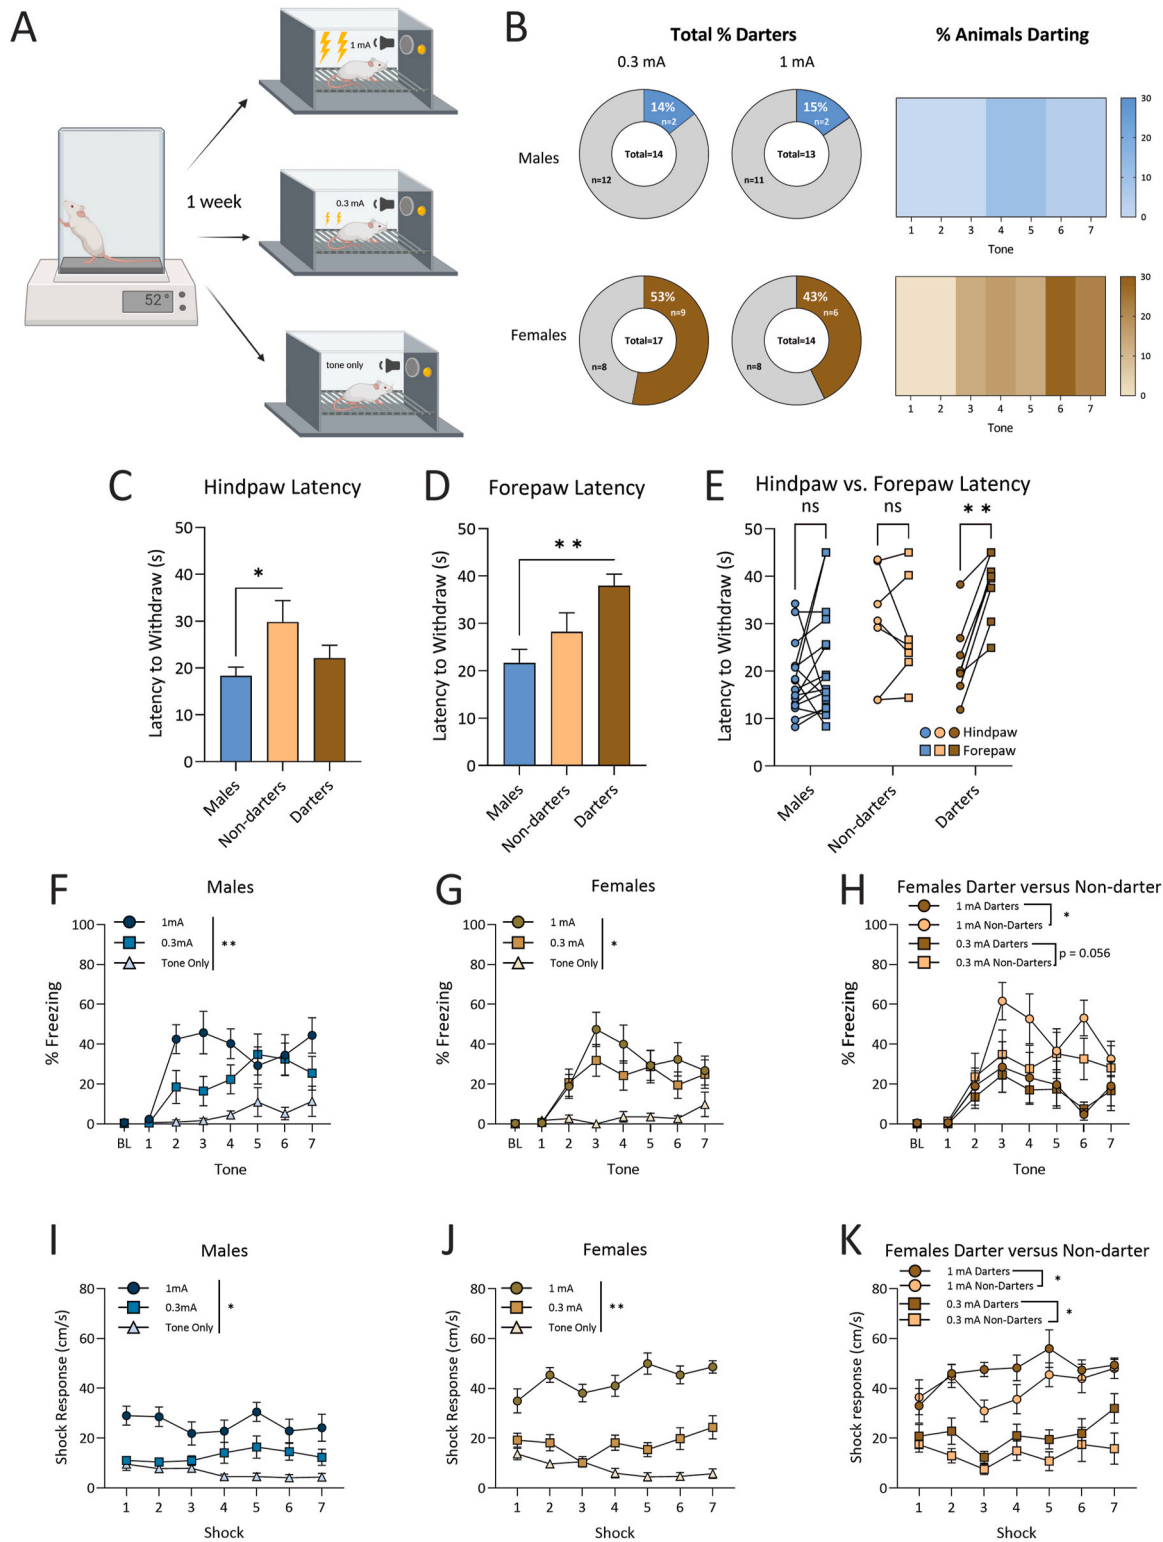 A
1 mA
1 week
0.3 mA
52°
tone only
B
Total % Darters
% Animals Darting
0.3 mA
1 mA
Males
14%
n=2
Total=14
n=12
15%
n=2
Total=13
n=11
30
20
10
0
1 2 3 4 5 6 7
Tone
Females
53%
n=9
Total=17
n=8
43%
n=6
Total=14
n=8
30
20
10
0
1 2 3 4 5 6 7
Tone
C
Hindpaw Latency
Latency to Withdraw (s)
50
40
30
20
10
0
*
Males
Non-darters
Darters
D
Forepaw Latency
Latency to Withdraw (s)
50
40
30
20
10
0
* *
Males
Non-darters
Darters
E
Hindpaw vs. Forepaw Latency
ns
ns
* *
Latency to Withdraw (s)
50
40
30
20
10
0
Hindpaw
Forepaw
Males
Non-darters
Darters
F
Males
1mA
0.3mA
Tone Only
**
% Freezing
100
80
60
40
20
0
BL 1 2 3 4 5 6 7
Tone
G
Females
1 mA
0.3 mA
Tone Only
*
% Freezing
100
80
60
40
20
0
BL 1 2 3 4 5 6 7
Tone
H
Females Darter versus Non-darter
1 mA Darters
1 mA Non-Darters
*
0.3 mA Darters
0.3 mA Non-Darters
p = 0.056
% Freezing
100
80
60
40
20
0
BL 1 2 3 4 5 6 7
Tone
I
Males
1mA
0.3mA
Tone Only
*
Shock Response (cm/s)
80
60
40
20
0
1 2 3 4 5 6 7
Shock
J
Females
1 mA
0.3 mA
Tone Only
**
Shock Response (cm/s)
80
60
40
20
0
1 2 3 4 5 6 7
Shock
K
Females Darter versus Non-darter
1 mA Darters
1 mA Non-Darters
*
0.3 mA Darters
0.3 mA Non-Darters
*
Shock response (cm/s)
80
60
40
20
0
1 2 3 4 5 6 7
Shock